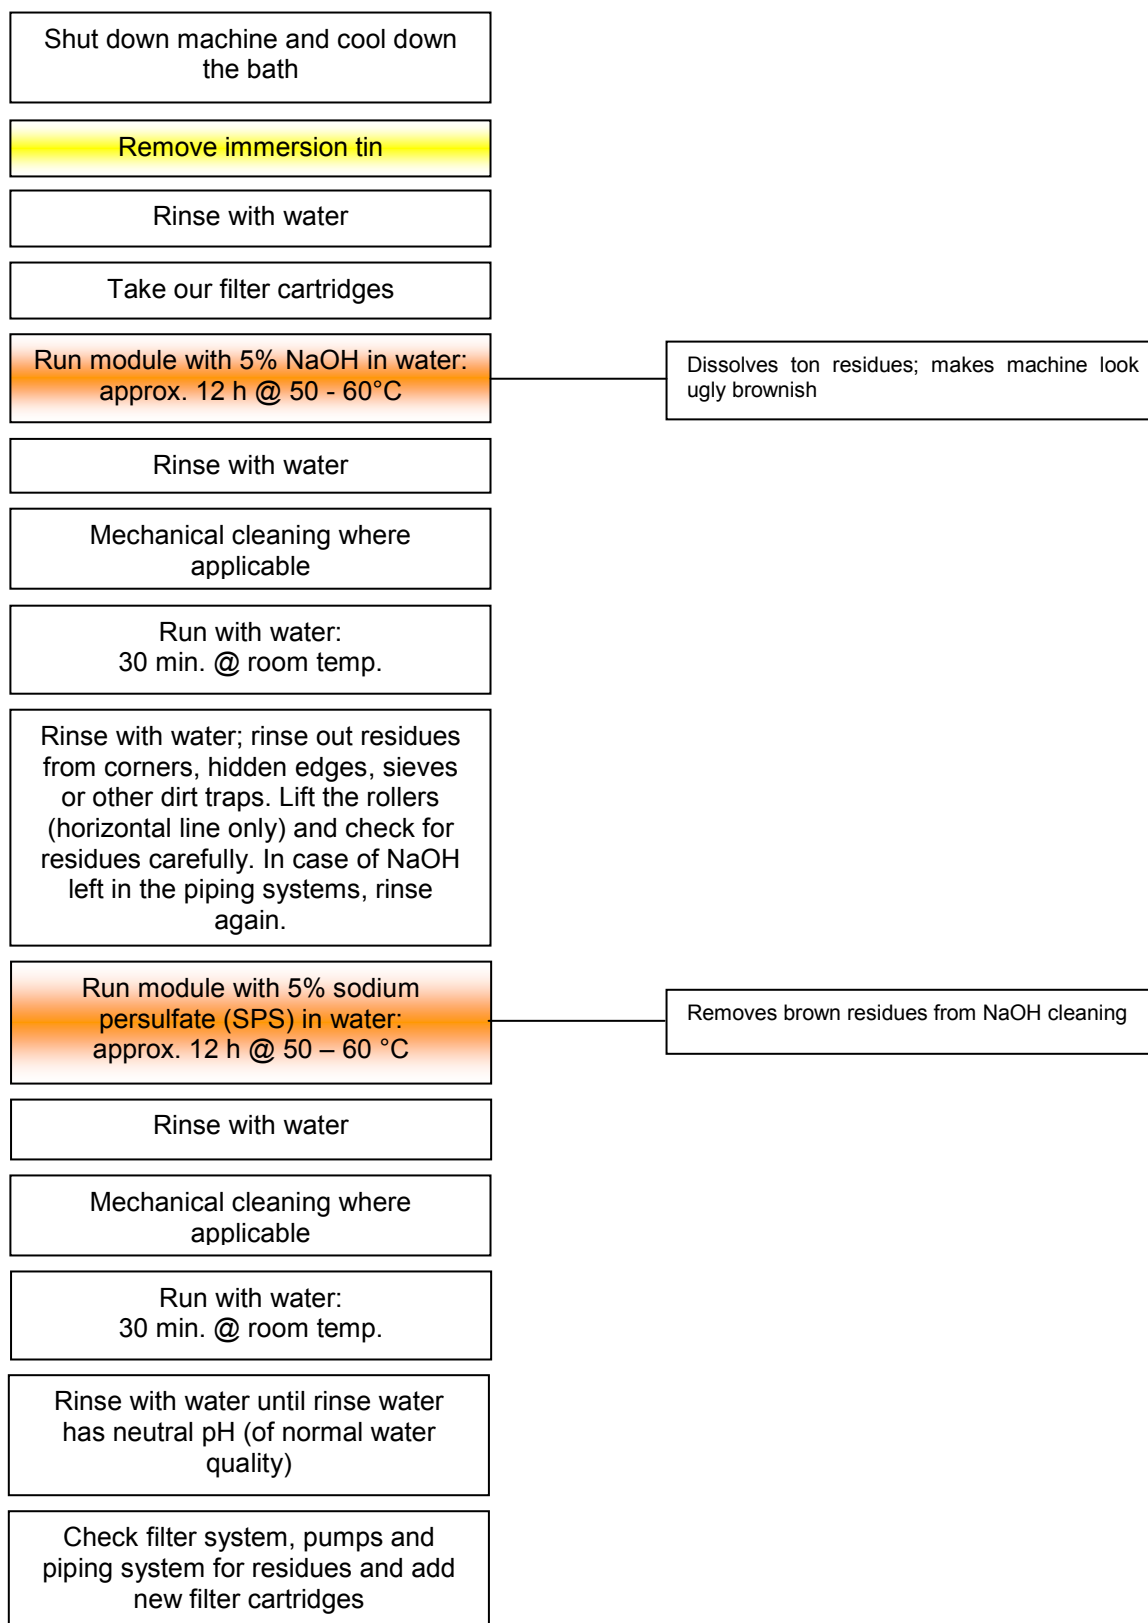 Shut down machine and cool down
the bath
Remove immersion tin
Rinse with water
Take our filter cartridges
Run module with 5% NaOH in water:
approx. 12 h @ 50 - 60°C
Dissolves ton residues; makes machine look
ugly brownish
Rinse with water
Mechanical cleaning where
applicable
Run with water:
30 min. @ room temp.
Rinse with water; rinse out residues
from corners, hidden edges, sieves
or other dirt traps. Lift the rollers
(horizontal line only) and check for
residues carefully. In case of NaOH
left in the piping systems, rinse
again.
Run module with 5% sodium
persulfate (SPS) in water:
approx. 12 h @ 50 – 60 °C
Removes brown residues from NaOH cleaning
Rinse with water
Mechanical cleaning where
applicable
Run with water:
30 min. @ room temp.
Rinse with water until rinse water
has neutral pH (of normal water
quality)
Check filter system, pumps and
piping system for residues and add
new filter cartridges